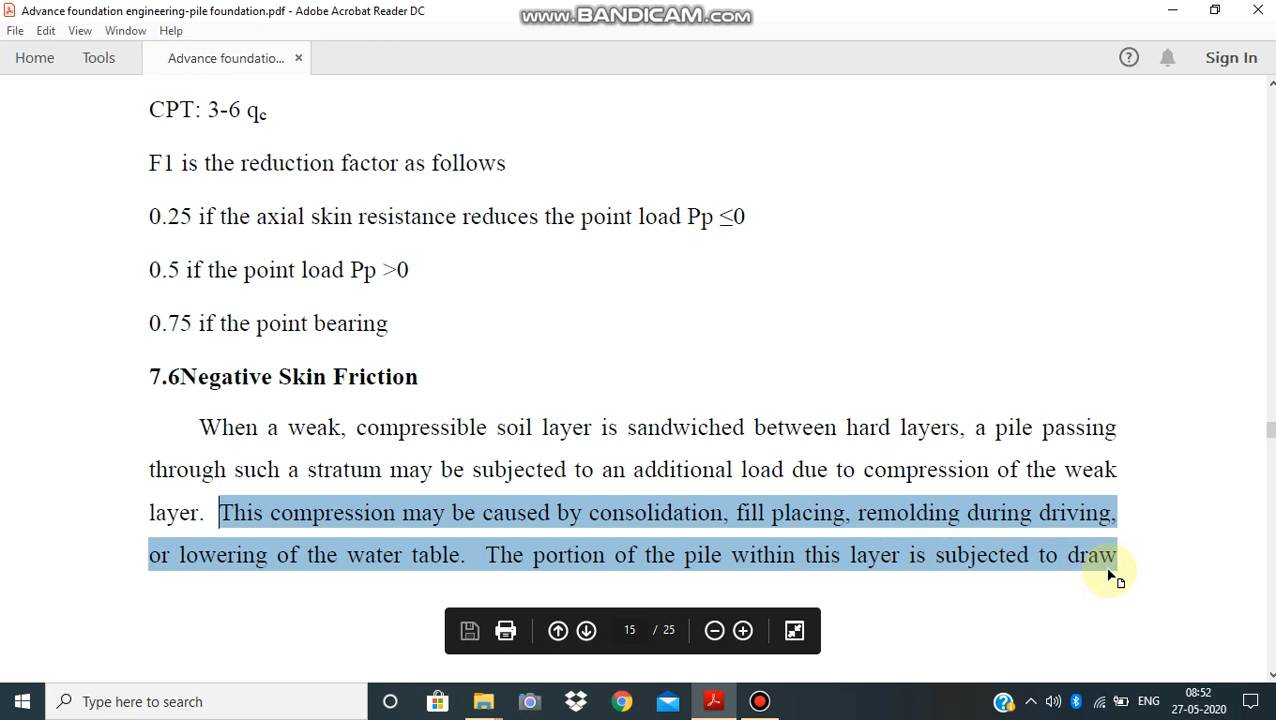 Advance foundation engineering-pile foundation.pdf - Adobe Acrobat Reader DC
www.BANDICAM.com
File Edit View Window Help
Home Tools Advance foundatio... × Sign In
CPT: 3-6 qc
F1 is the reduction factor as follows
0.25 if the axial skin resistance reduces the point load Pp ≤0
0.5 if the point load Pp >0
0.75 if the point bearing
7.6Negative Skin Friction
When a weak, compressible soil layer is sandwiched between hard layers, a pile passing
through such a stratum may be subjected to an additional load due to compression of the weak
layer. This compression may be caused by consolidation, fill placing, remolding during driving,
or lowering of the water table. The portion of the pile within this layer is subjected to draw
15 / 25
Type here to search
ENG
08:52
27-05-2020